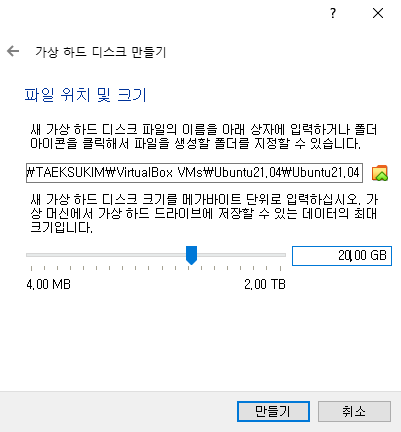 ?
가상 하드 디스크 만들기
파일 위치 및 크기
새 가상 하드 디스크 파일의 이름을 아래 상자에 입력하거나 폴더
아이콘을 클릭해서 파일을 생성할 폴더를 지정할 수 있습니다.
₩TAEKSUKIM₩VirtualBox VMs₩Ubuntu21.04₩Ubuntu21.04
새 가상 하드 디스크 크기를 메가바이트 단위로 입력하십시오. 가
상 머신에서 가상 하드 드라이브에 저장할 수 있는 데이터의 최대
크기입니다.
20.00 GB
4.00 MB 2.00 TB
만들기 취소